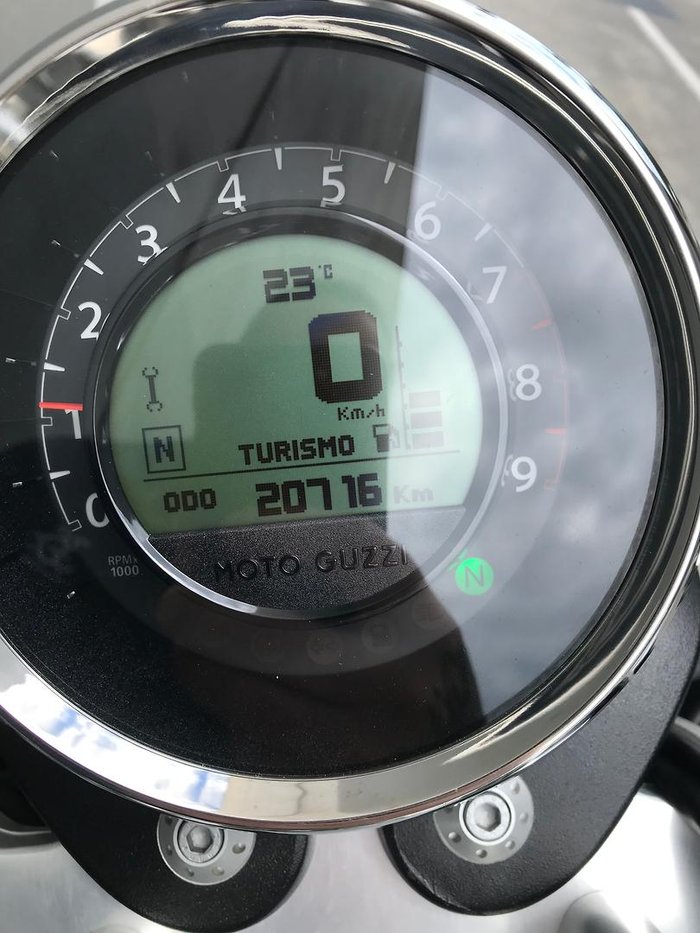 0
1
2
3
4
5
6
7
8
9
RPMx
1000
23 °C
0
Km/h
N
TURISMO
ODO 20716 Km
MOTO GUZZI
N